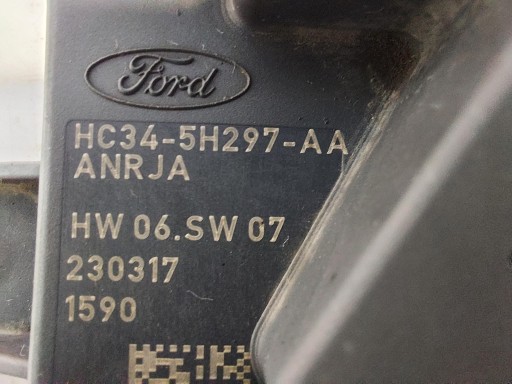 Ford
HC34-5H297-AA
ANRJA
HW 06.SW 07
230317
1590